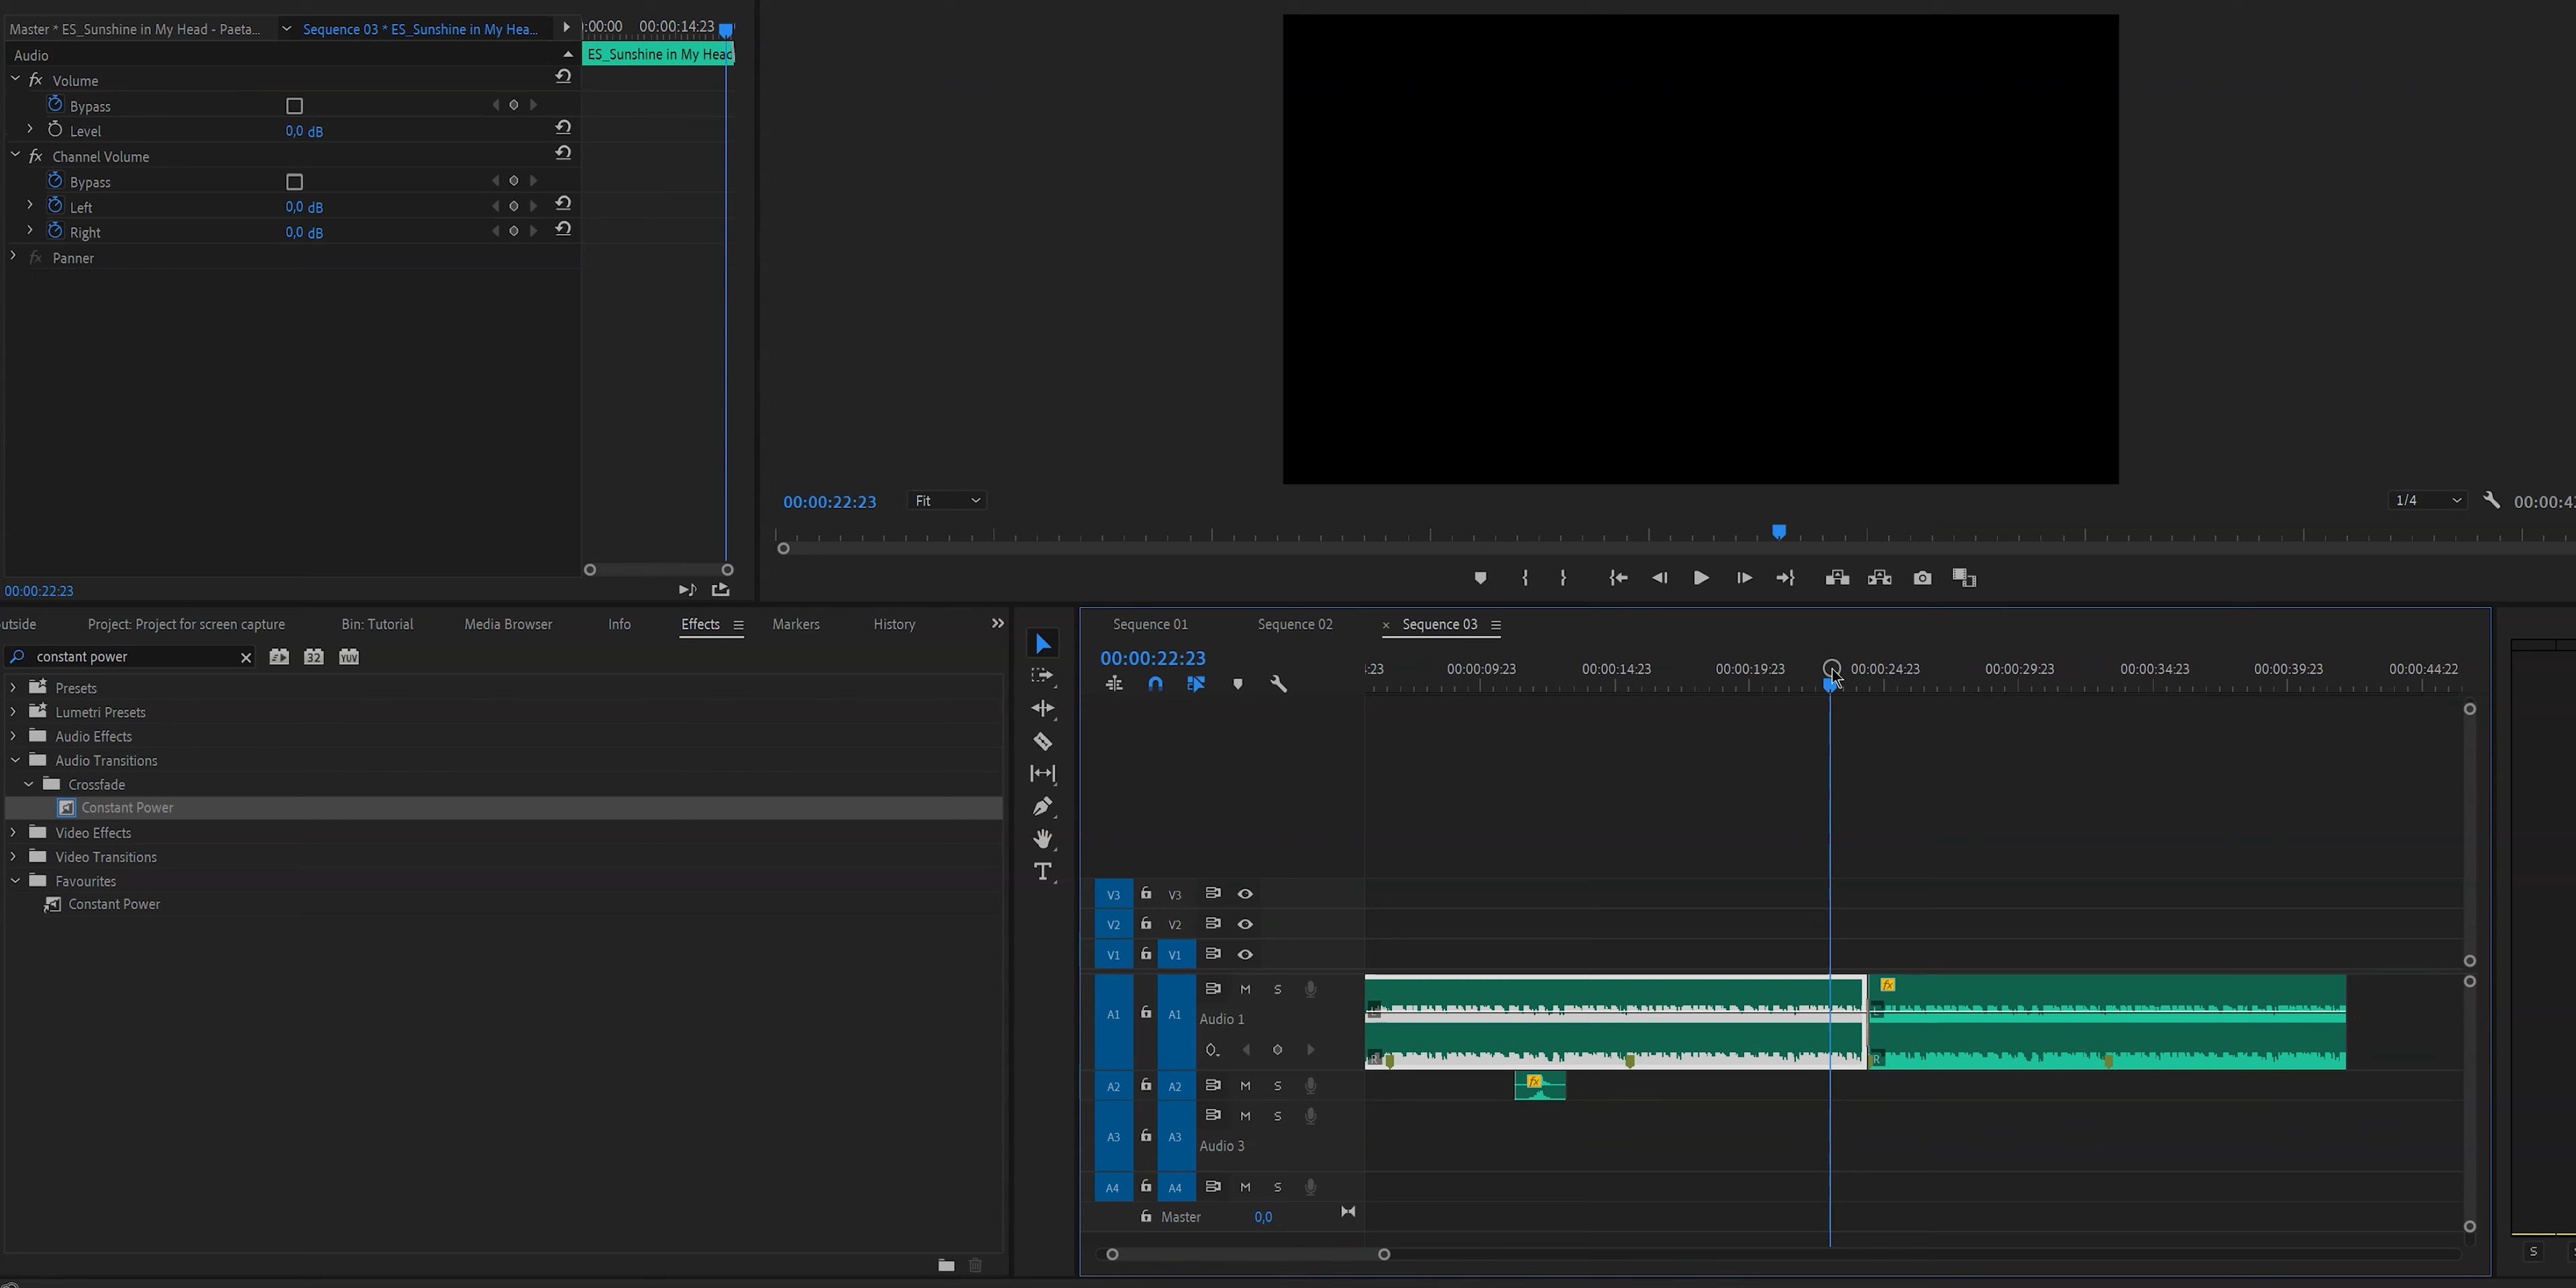 Master * ES_Sunshine in My Head - Paeta...
Sequence 03 * ES_Sunshine in My Hea...
:00:00 00:00:14:23
Audio
ES_Sunshine in My Head
fx Volume
Bypass
Level 0,0 dB
fx Channel Volume
Bypass
Left 0,0 dB
Right 0,0 dB
fx Panner
00:00:22:23
00:00:22:23 Fit 1/4
utside Project: Project for screen capture Bin: Tutorial Media Browser Info Effects Markers History
constant power 32 YUV
Presets
Lumetri Presets
Audio Effects
Audio Transitions
Crossfade
Constant Power
Video Effects
Video Transitions
Favourites
Constant Power
T
Sequence 01 Sequence 02 × Sequence 03
00:00:22:23
4:23 00:00:09:23 00:00:14:23 00:00:19:23 00:00:24:23 00:00:29:23 00:00:34:23 00:00:39:23 00:00:44:22
V3 V3
V2 V2
V1 V1
M S
A1 A1 Audio 1
fx
L
L
R
R
A2 A2 M S
fx
M S
A3 A3
Audio 3
A4 A4 M S
Master 0,0
S